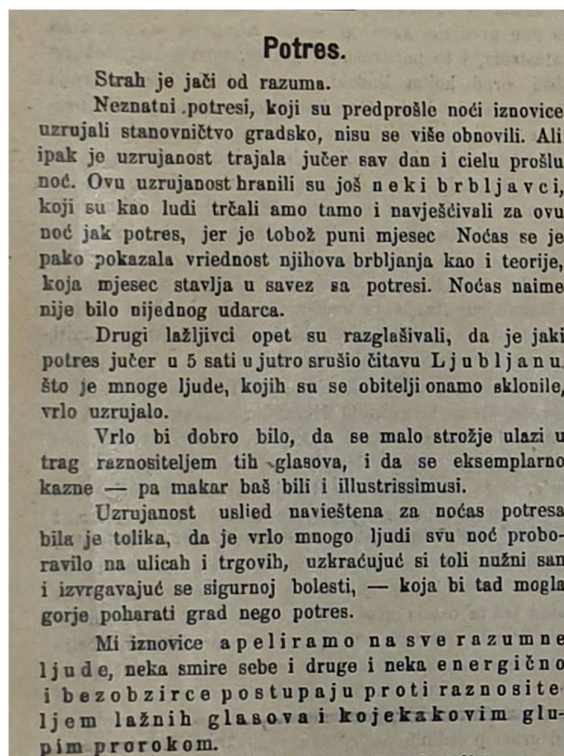 Potres.
Strah je jači od razuma.
Neznatni potresi, koji su predprošle noći iznovice
uzrujali stanovničtvo gradsko, nisu se više obnovili. Ali
ipak je uzrujanost trajala jučer sav dan i cielu prošlu
noć. Ovu uzrujanost hranili su još neki brbljavci,
koji su kao ludi trčali amo tamo i navješćivali za ovu
noć jak potres, jer je tobož puni mjesec Noćas se je
pako pokazala vriednost njihova brbljanja kao i teorije,
koja mjesec stavlja u savez sa potresi. Noćas naime
nije bilo nijednog udarca.
Drugi lažljivci opet su razglašivali, da je jaki
potres jučer u 5 sati u jutro srušio čitavu Ljubljanu,
što je mnoge ljude, kojih su se obitelji onamo sklonile,
vrlo uzrujalo.
Vrlo bi dobro bilo, da se malo strožje ulazi u
trag raznositeljem tih glasova, i da se eksemplarno
kazne — pa makar baš bili i illustrissimusi.
Uzrujanost uslied naviještena za noćas potresa
bila je tolika, da je vrlo mnogo ljudi svu noć probo-
ravilo na ulicah i trgovih, uzkraćujuć si toli nužni san
i izvrgavajuć se sigurnoj bolesti, — koja bi tad mogla
gorje poharati grad nego potres.
Mi iznovice apeliramo na sve razumne
ljude, neka smire sebe i druge i neka energično
i bezobzirce postupaju proti raznosite-
ljem lažnih glasova i kojekakovim glu-
pim prorokom.